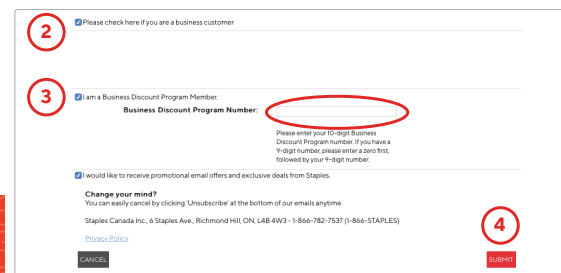 2
Please check here if you are a business customer
3
I am a Business Discount Program Member.
Business Discount Program Number:
Please enter your 10-digit Business
Discount Program number. If you have a
9-digit number, please enter a zero first,
followed by your 9-digit number.
I would like to receive promotional email offers and exclusive deals from Staples.
Change your mind?
You can easily cancel by clicking 'Unsubscribe' at the bottom of our emails anytime.
Staples Canada Inc., 6 Staples Ave., Richmond Hill, ON, L4B 4W3 - 1-866-782-7537 (1-866-STAPLES)
4
Privacy Policy
CANCEL
SUBMIT